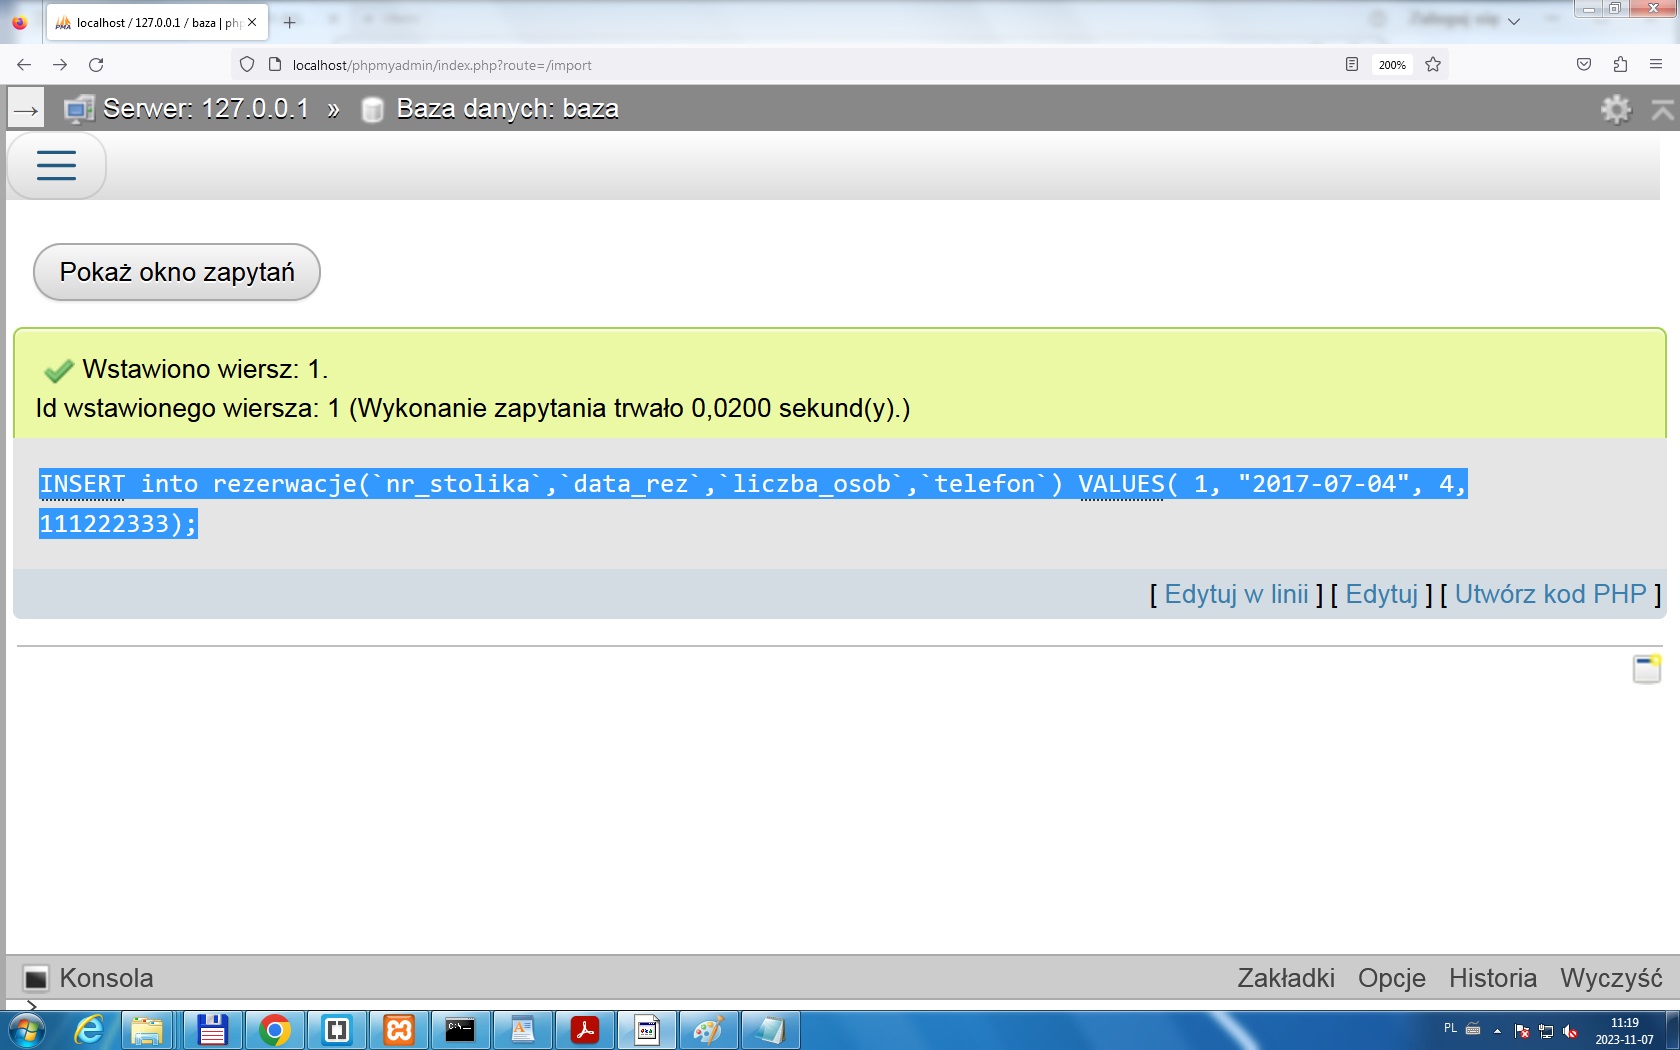 localhost / 127.0.0.1 / baza | ph
localhost/phpmyadmin/index.php?route=/import
200%
Serwer: 127.0.0.1 » Baza danych: baza
Pokaż okno zapytań
Wstawiono wiersz: 1.
Id wstawionego wiersza: 1 (Wykonanie zapytania trwało 0,0200 sekund(y).)
INSERT into rezerwacje(`nr_stolika`,`data_rez`,`liczba_osob`,`telefon`) VALUES( 1, "2017-07-04", 4,
111222333);
[ Edytuj w linii ] [ Edytuj ] [ Utwórz kod PHP ]
Konsola
Zakładki Opcje Historia Wyczyść
>
PL
11:19
2023-11-07